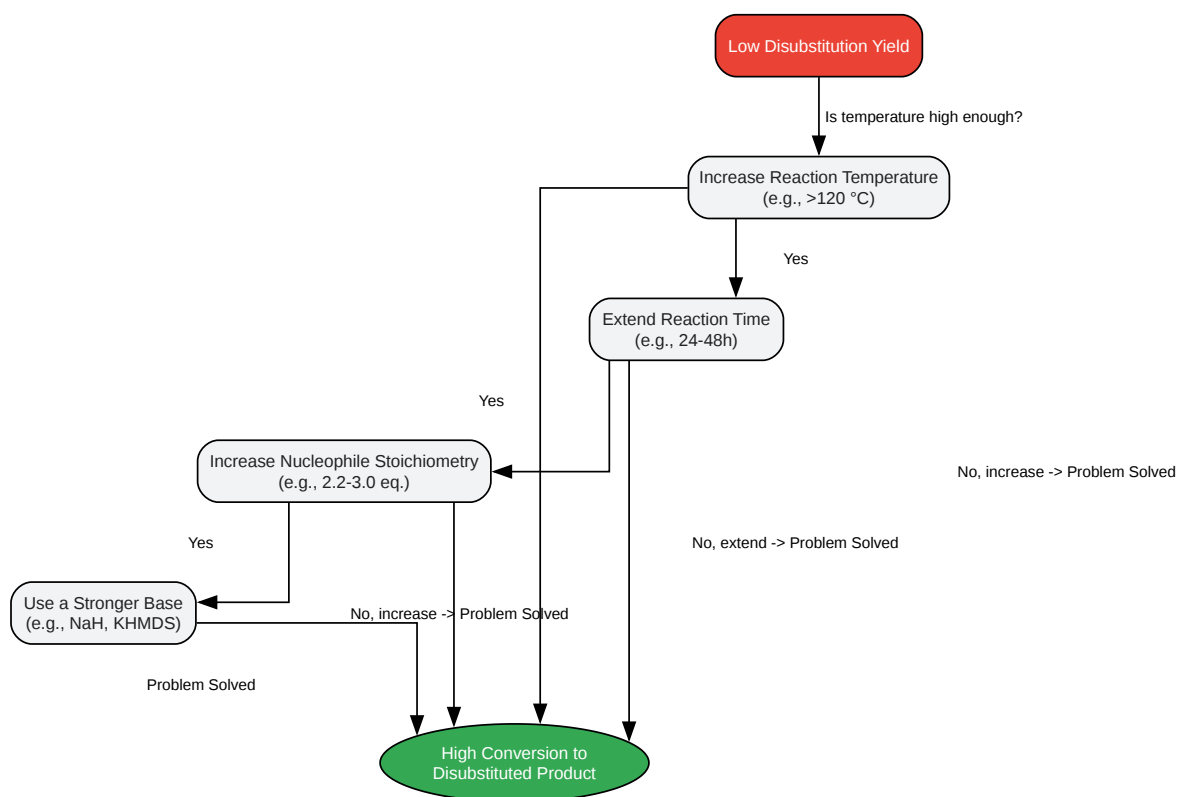 Low Disubstitution Yield
Is temperature high enough?
Increase Reaction Temperature
(e.g., >120 °C)
Yes
Extend Reaction Time
(e.g., 24-48h)
Yes
Increase Nucleophile Stoichiometry
(e.g., 2.2-3.0 eq.)
No, increase -> Problem Solved
Yes
No, extend -> Problem Solved
Use a Stronger Base
(e.g., NaH, KHMDS)
No, increase -> Problem Solved
Problem Solved
High Conversion to
Disubstituted Product